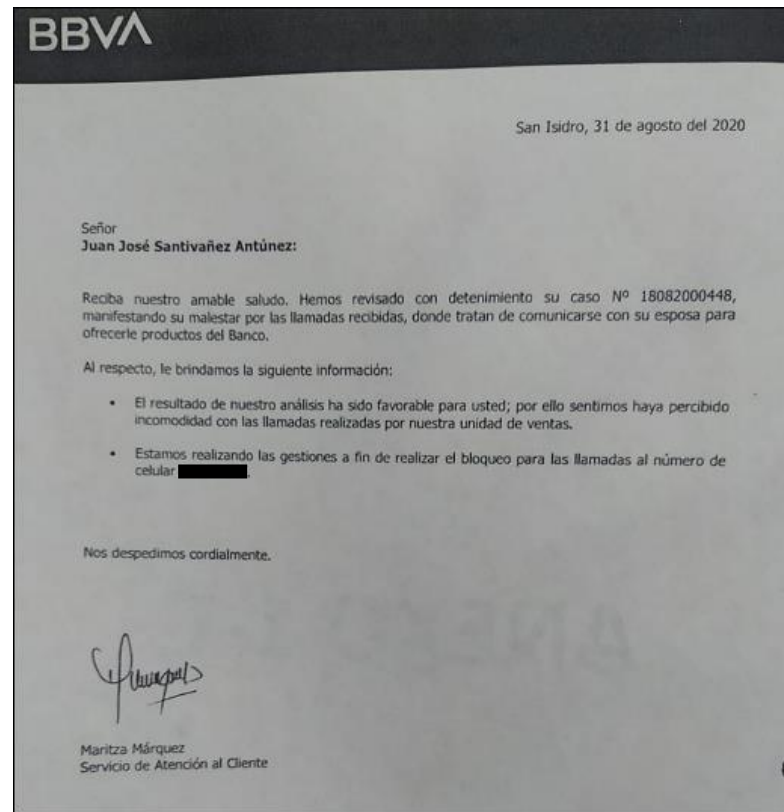 BBVA
San Isidro, 31 de agosto del 2020
Señor
Juan José Santivañez Antúnez:
Reciba nuestro amable saludo. Hemos revisado con detenimiento su caso Nº 18082000448,
manifestando su malestar por las llamadas recibidas, donde tratan de comunicarse con su esposa para
ofrecerle productos del Banco.
Al respecto, le brindamos la siguiente información:
• El resultado de nuestro análisis ha sido favorable para usted; por ello sentimos haya percibido
incomodidad con las llamadas realizadas por nuestra unidad de ventas.
• Estamos realizando las gestiones a fin de realizar el bloqueo para las llamadas al número de
celular .
Nos despedimos cordialmente.
Maritza Márquez
Servicio de Atención al Cliente